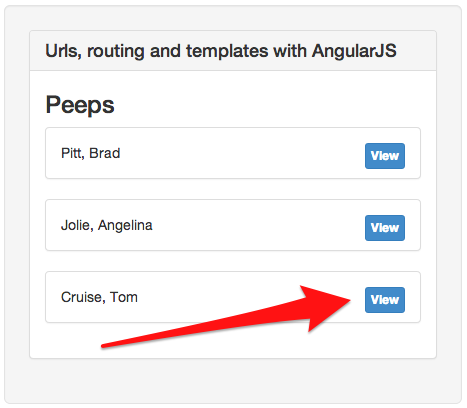 Urls, routing and templates with AngularJS
Peeps
Pitt, Brad View
Jolie, Angelina View
Cruise, Tom View